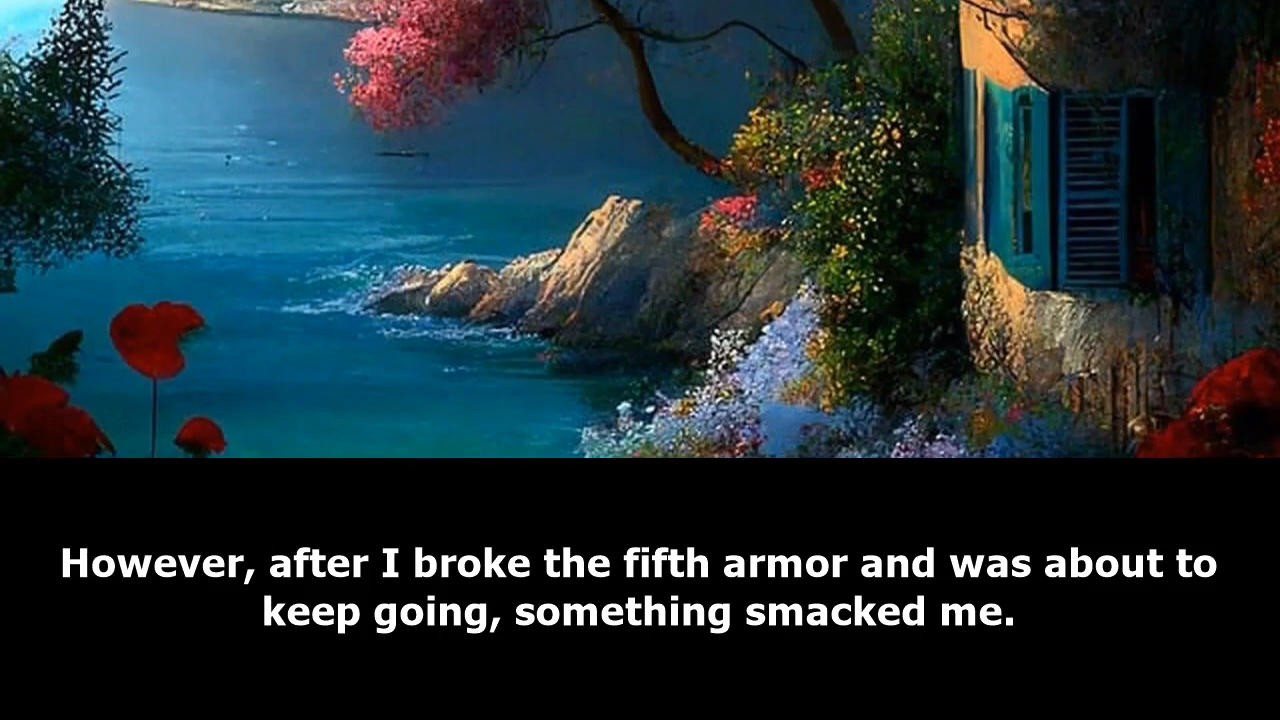 However, after I broke the fifth armor and was about to
keep going, something smacked me.